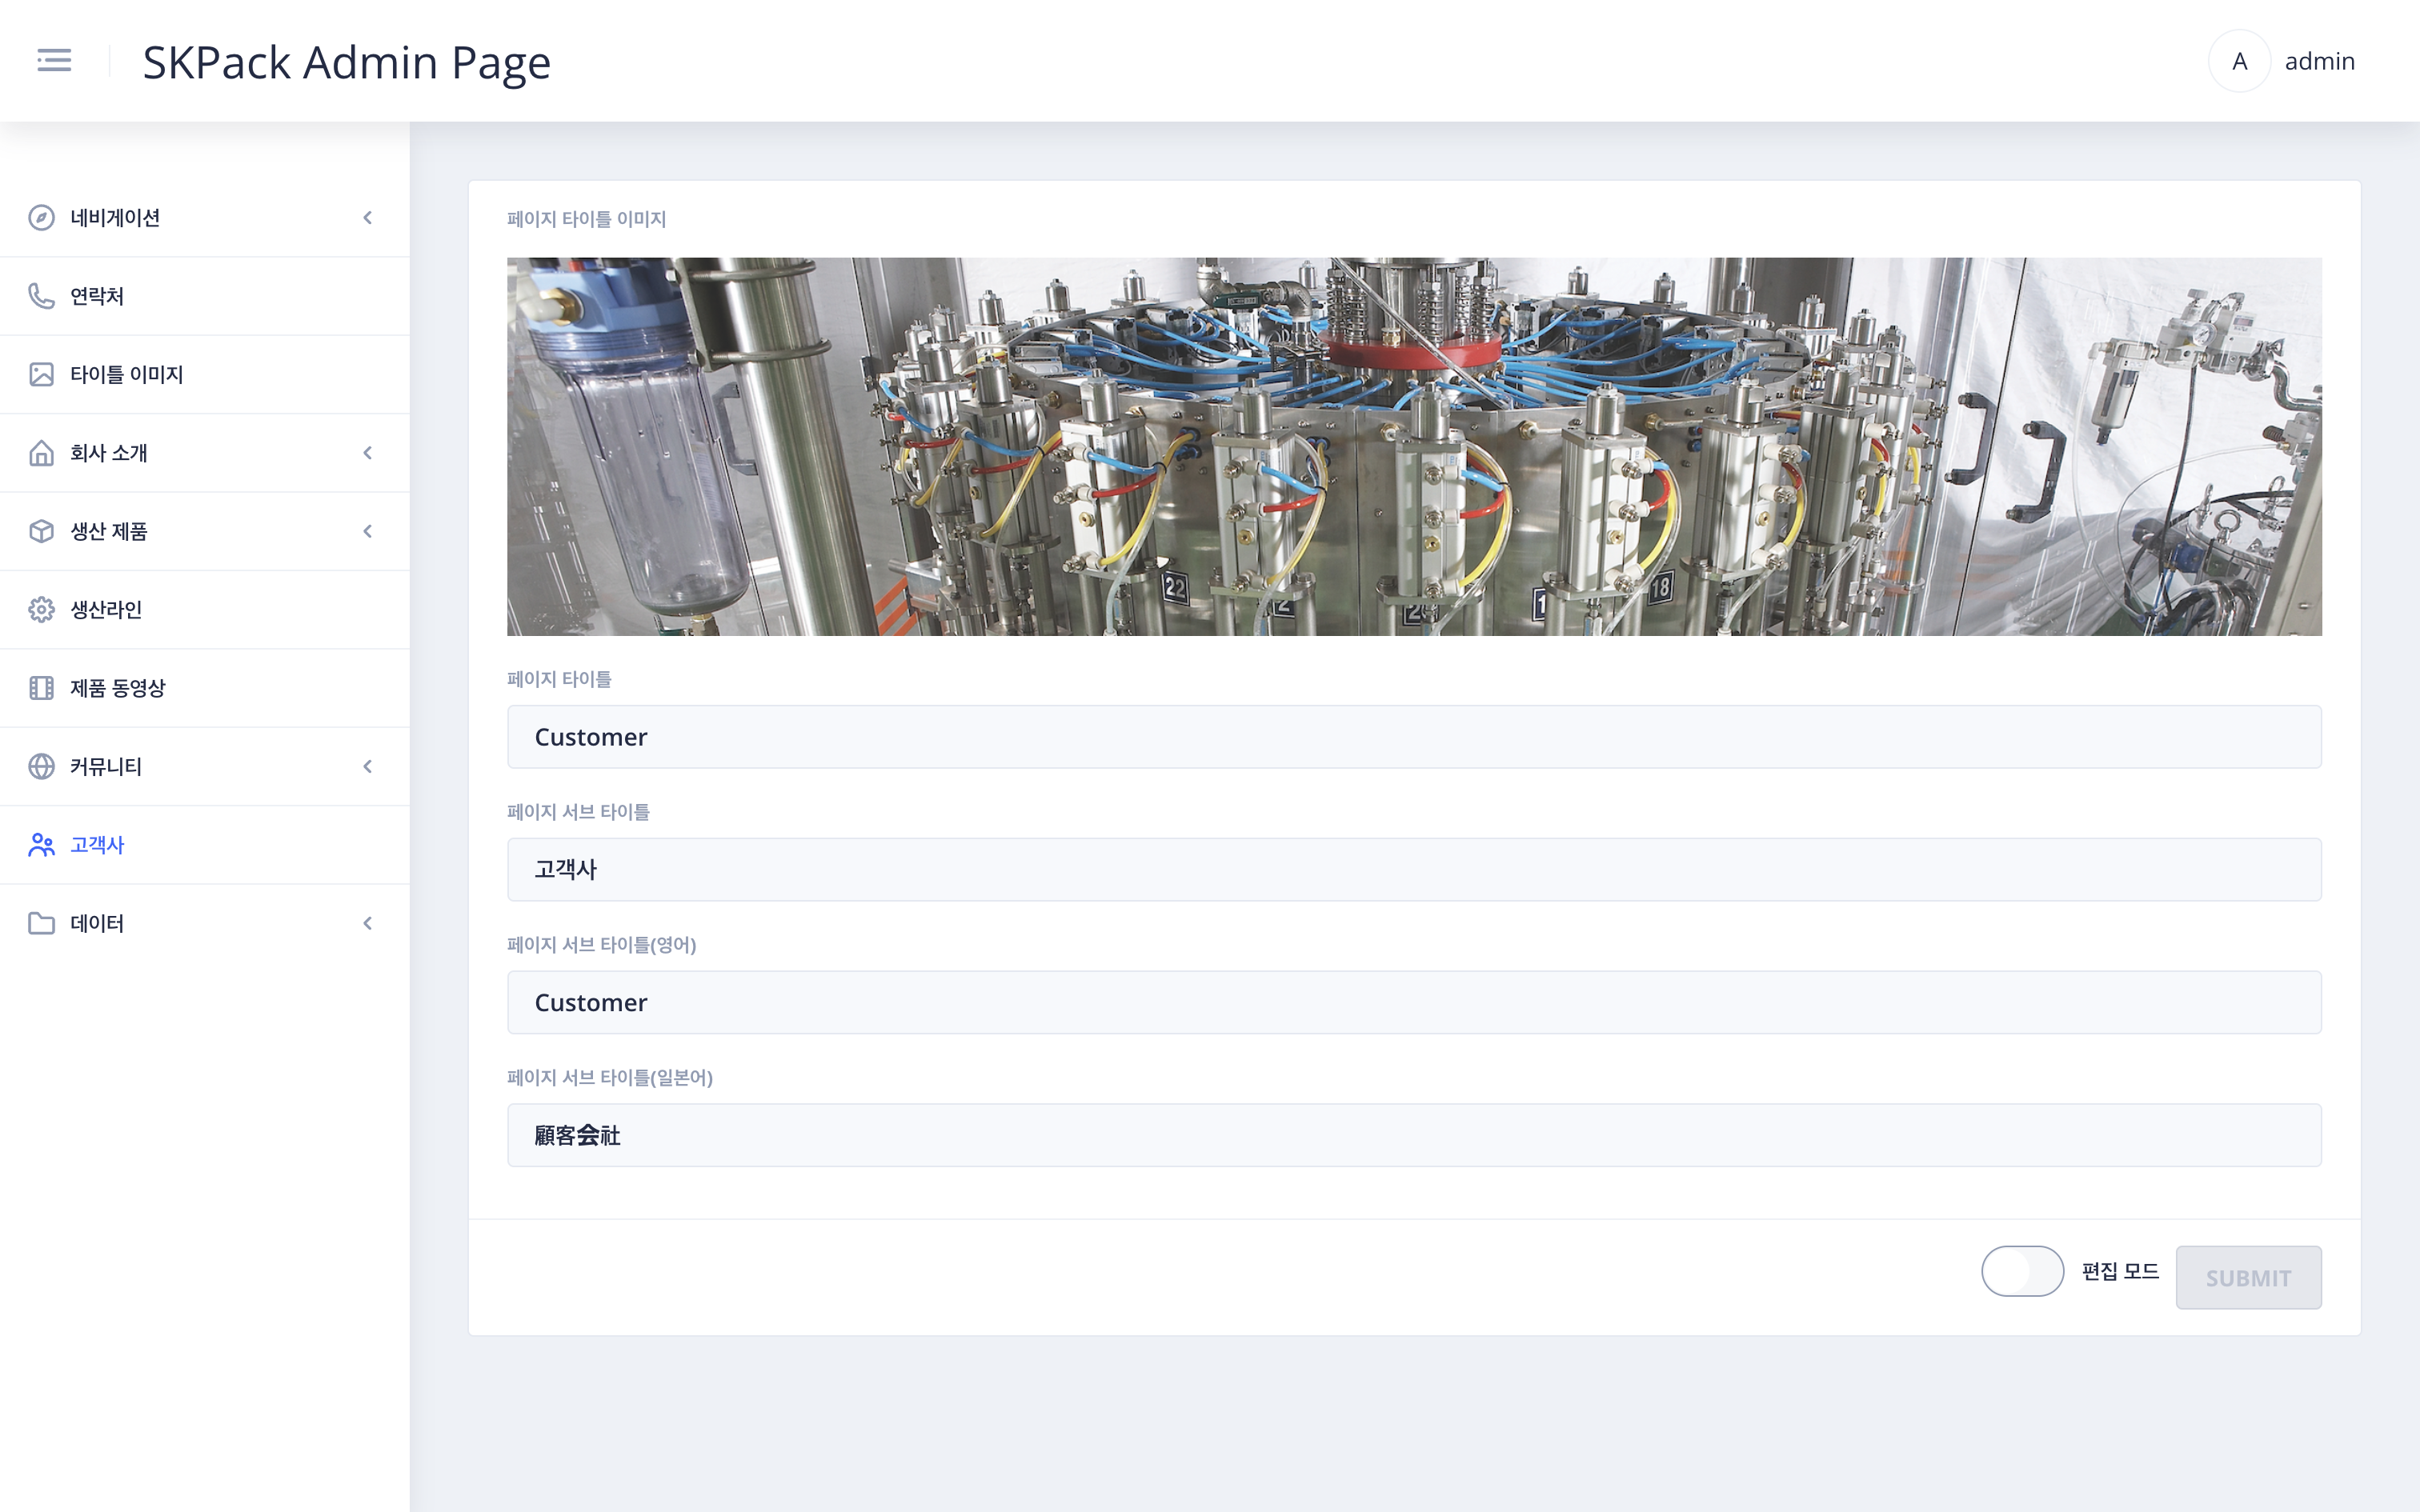 SKPack Admin Page
A
admin
네비게이션
연락처
타이틀 이미지
회사 소개
생산 제품
생산라인
제품 동영상
커뮤니티
고객사
데이터
페이지 타이틀 이미지
22
2
18
페이지 타이틀
Customer
페이지 서브 타이틀
고객사
페이지 서브 타이틀(영어)
Customer
페이지 서브 타이틀(일본어)
顧客会社
편집 모드
SUBMIT